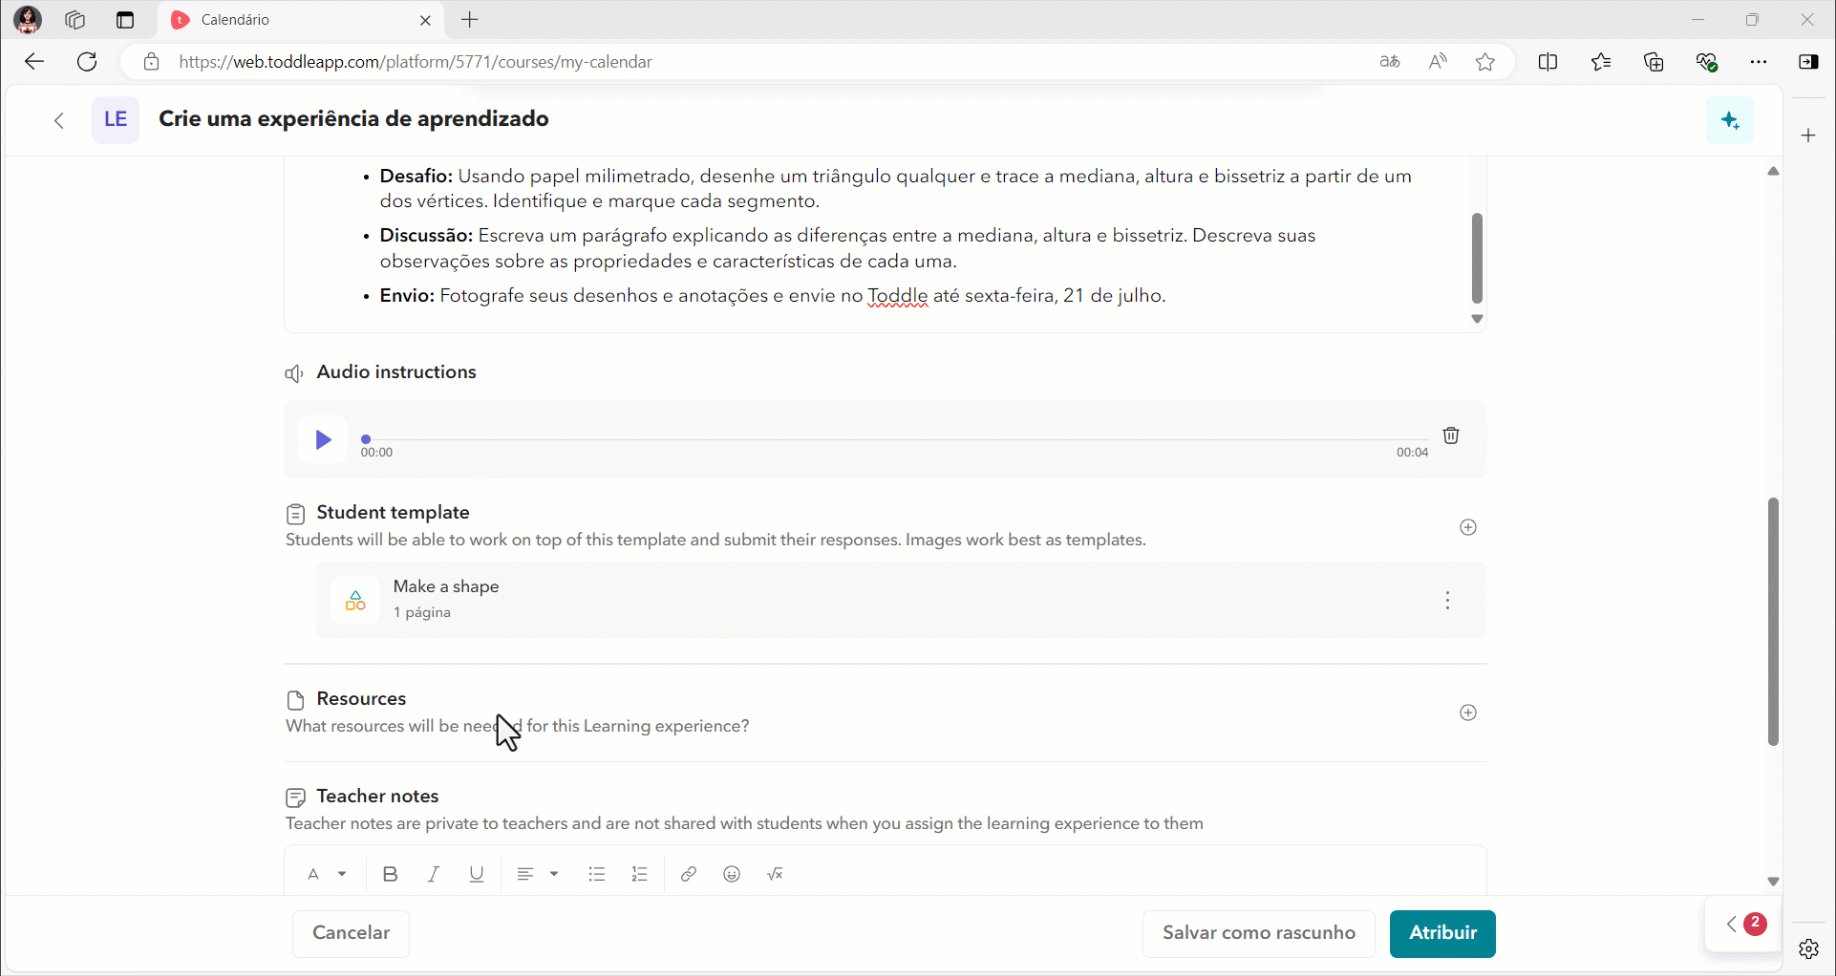 Calendário
https://web.toddleapp.com/platform/5771/courses/my-calendar
LE Crie uma experiência de aprendizado
• Desafio: Usando papel milimetrado, desenhe um triângulo qualquer e trace a mediana, altura e bissetriz a partir de um
dos vértices. Identifique e marque cada segmento.
• Discussão: Escreva um parágrafo explicando as diferenças entre a mediana, altura e bissetriz. Descreva suas
observações sobre as propriedades e características de cada uma.
• Envio: Fotografe seus desenhos e anotações e envie no Toddle até sexta-feira, 21 de julho.
Audio instructions
00:00 00:04
Student template
Students will be able to work on top of this template and submit their responses. Images work best as templates.
Make a shape
1 página
Resources
What resources will be needed for this Learning experience?
Teacher notes
Teacher notes are private to teachers and are not shared with students when you assign the learning experience to them
Cancelar Salvar como rascunho Atribuir 2